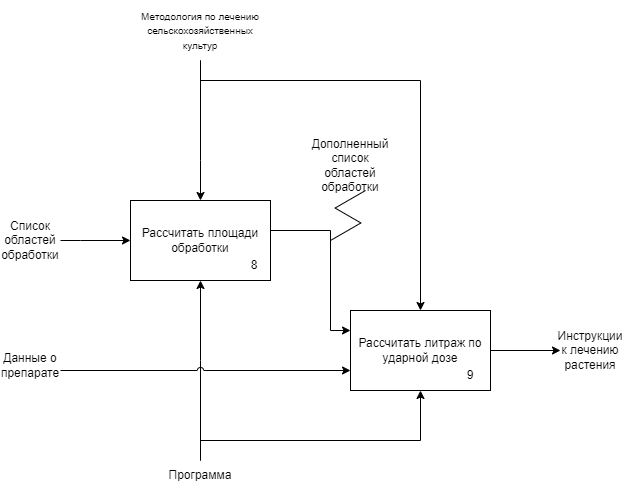 Методология по лечению
сельскохозяйственных
культур
Дополненный
список
областей
обработки
Список
областей
обработки
Рассчитать площади
обработки
8
Данные о
препарате
Рассчитать литраж по
ударной дозе
9
Инструкции
к лечению
растения
Программа